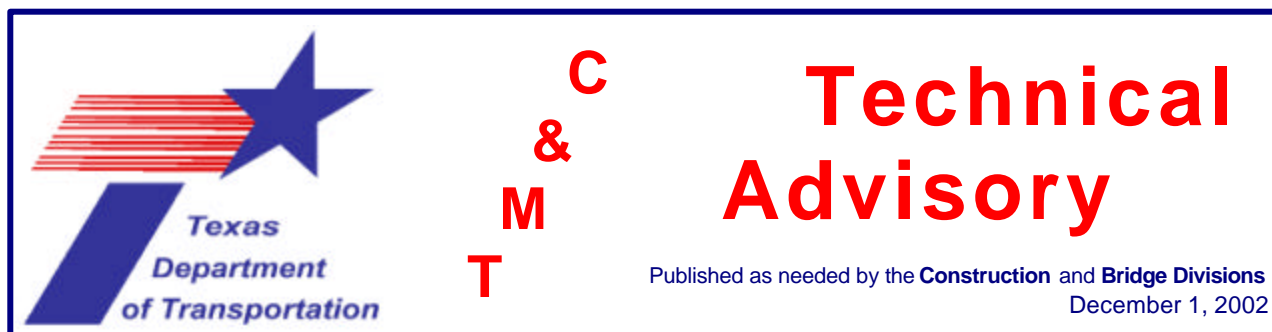 Texas
Department
of Transportation
C
&
M
T
Technical
Advisory
Published as needed by the Construction and Bridge Divisions
December 1, 2002